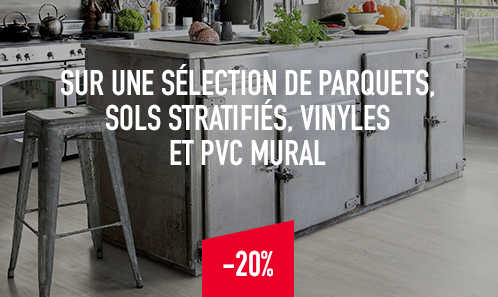 SUR UNE SÉLECTION DE PARQUETS,
SOLS STRATIFIÉS, VINYLES
ET PVC MURAL
-20%